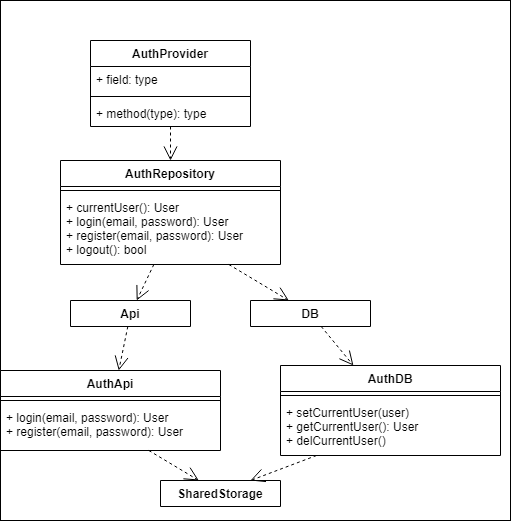 AuthProvider
+ field: type
+ method(type): type
AuthRepository
+ currentUser(): User
+ login(email, password): User
+ register(email, password): User
+ logout(): bool
Api
DB
AuthApi
+ login(email, password): User
+ register(email, password): User
AuthDB
+ setCurrentUser(user)
+ getCurrentUser(): User
+ delCurrentUser()
SharedStorage